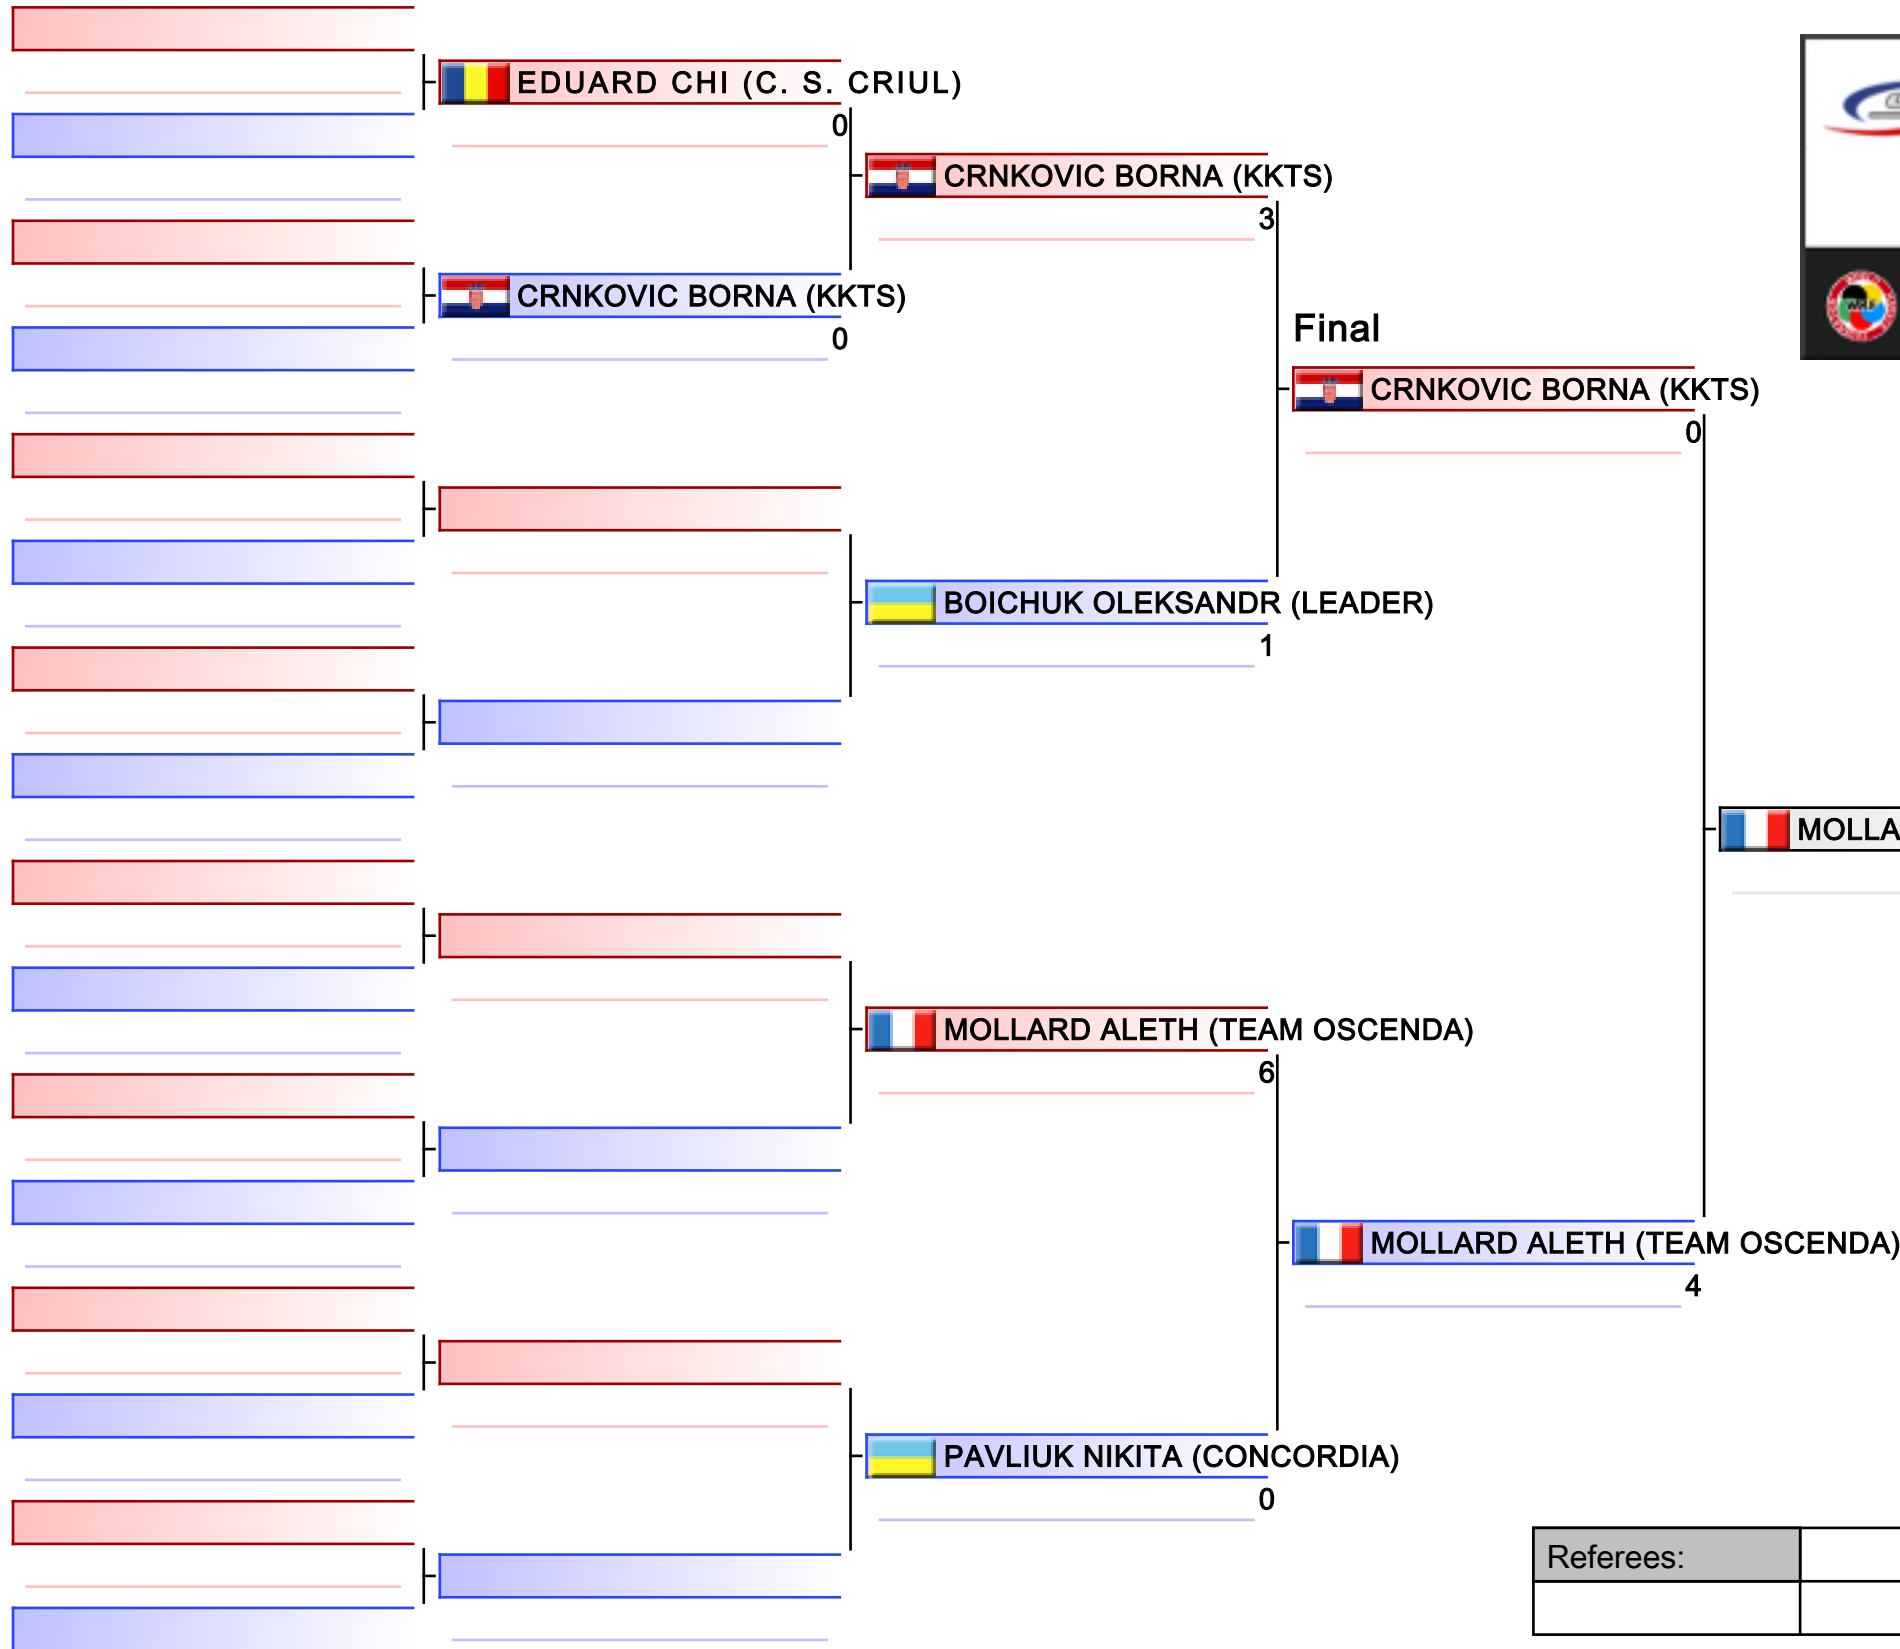 EDUARD CHI (C. S. CRIUL)
0
CRNKOVIC BORNA (KKTS)
3
CRNKOVIC BORNA (KKTS)
0
Final
CRNKOVIC BORNA (KKTS)
0
BOICHUK OLEKSANDR (LEADER)
1
MOLLA
MOLLARD ALETH (TEAM OSCENDA)
6
MOLLARD ALETH (TEAM OSCENDA)
4
PAVLIUK NIKITA (CONCORDIA)
0
Referees: